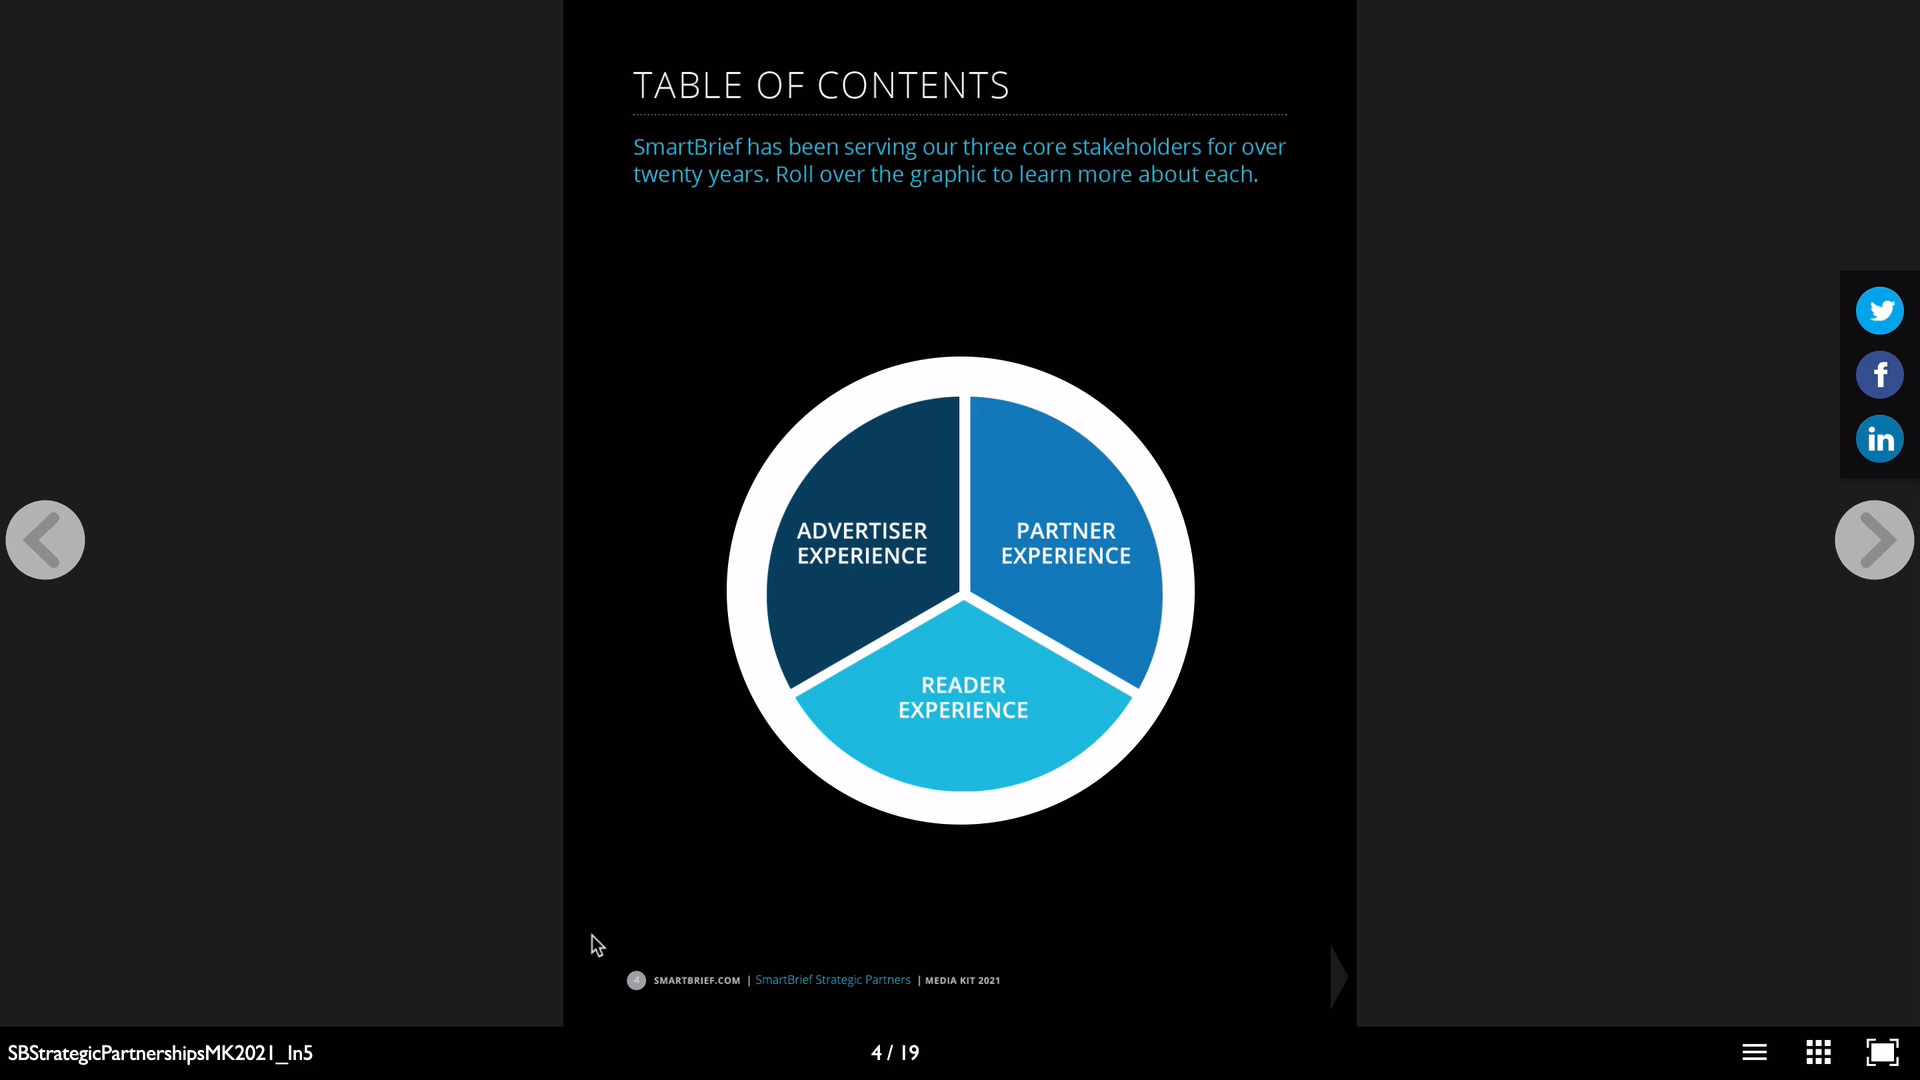 TABLE OF CONTENTS
SmartBrief has been serving our three core stakeholders for over
twenty years. Roll over the graphic to learn more about each.
ADVERTISER
EXPERIENCE
PARTNER
EXPERIENCE
READER
EXPERIENCE
4 SMARTBRIEF.COM | SmartBrief Strategic Partners | MEDIA KIT 2021
f
in
SBStrategicPartnershipsMK2021_In5
4 / 19